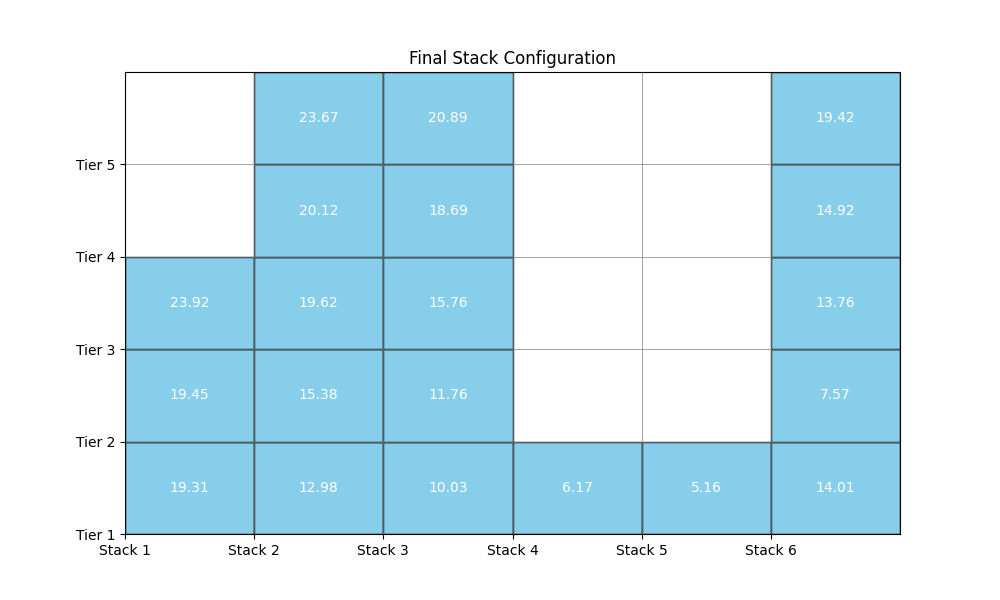 Final Stack Configuration
23.67 20.89 19.42
Tier 5
20.12 18.69 14.92
Tier 4
23.92 19.62 15.76 13.76
Tier 3
19.45 15.38 11.76 7.57
Tier 2
19.31 12.98 10.03 6.17 5.16 14.01
Tier 1
Stack 1 Stack 2 Stack 3 Stack 4 Stack 5 Stack 6